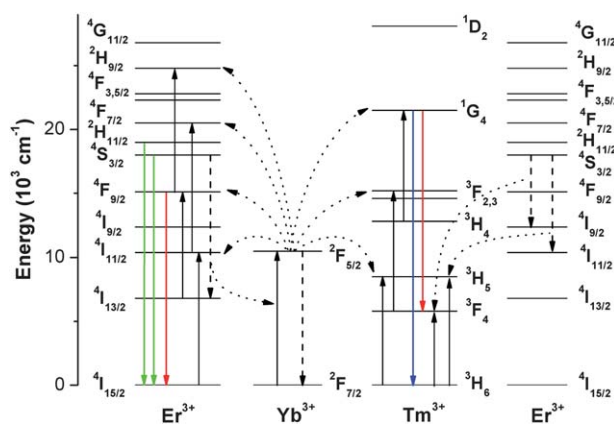 Energy (10³ cm⁻¹)
20
10
0
⁴G₁₁/₂
²H₉/₂
⁴F₃,₅/₂
⁴F₇/₂
²H₁₁/₂
⁴S₃/₂
⁴F₉/₂
⁴I₉/₂
⁴I₁₁/₂
⁴I₁₃/₂
⁴I₁₅/₂
²F₅/₂
²F₇/₂
¹D₂
¹G₄
³F₂,₃
³H₄
³H₅
³F₄
³H₆
⁴G₁₁/₂
²H₉/₂
⁴F₃,₅/₂
⁴F₇/₂
²H₁₁/₂
⁴S₃/₂
⁴F₉/₂
⁴I₉/₂
⁴I₁₁/₂
⁴I₁₃/₂
⁴I₁₅/₂
Er³⁺ Yb³⁺ Tm³⁺ Er³⁺